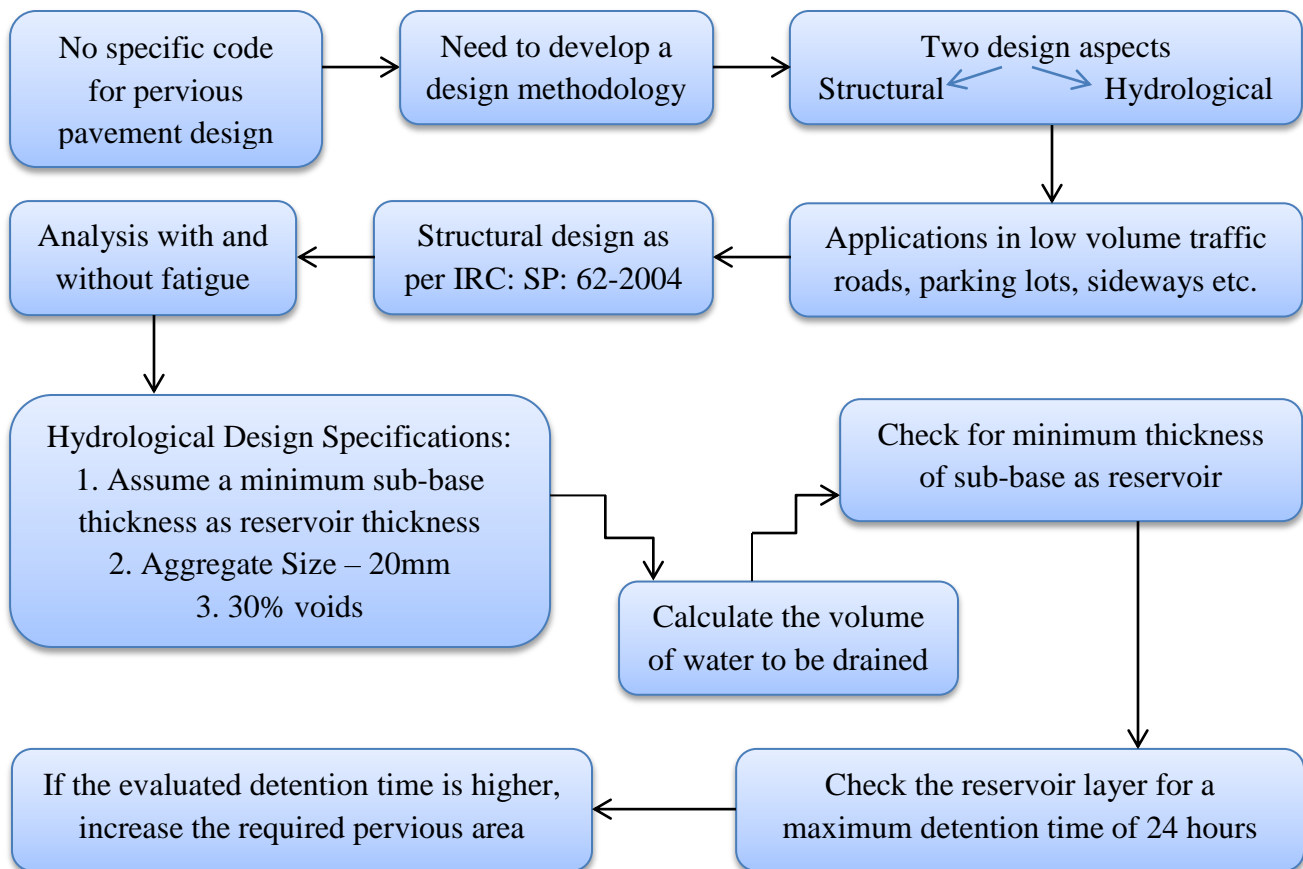 No specific code
for pervious
pavement design
Need to develop a
design methodology
Two design aspects
Structural Hydrological
Applications in low volume traffic
roads, parking lots, sideways etc.
Structural design as
per IRC: SP: 62-2004
Analysis with and
without fatigue
Hydrological Design Specifications:
1. Assume a minimum sub-base
thickness as reservoir thickness
2. Aggregate Size – 20mm
3. 30% voids
Calculate the volume
of water to be drained
Check for minimum thickness
of sub-base as reservoir
Check the reservoir layer for a
maximum detention time of 24 hours
If the evaluated detention time is higher,
increase the required pervious area